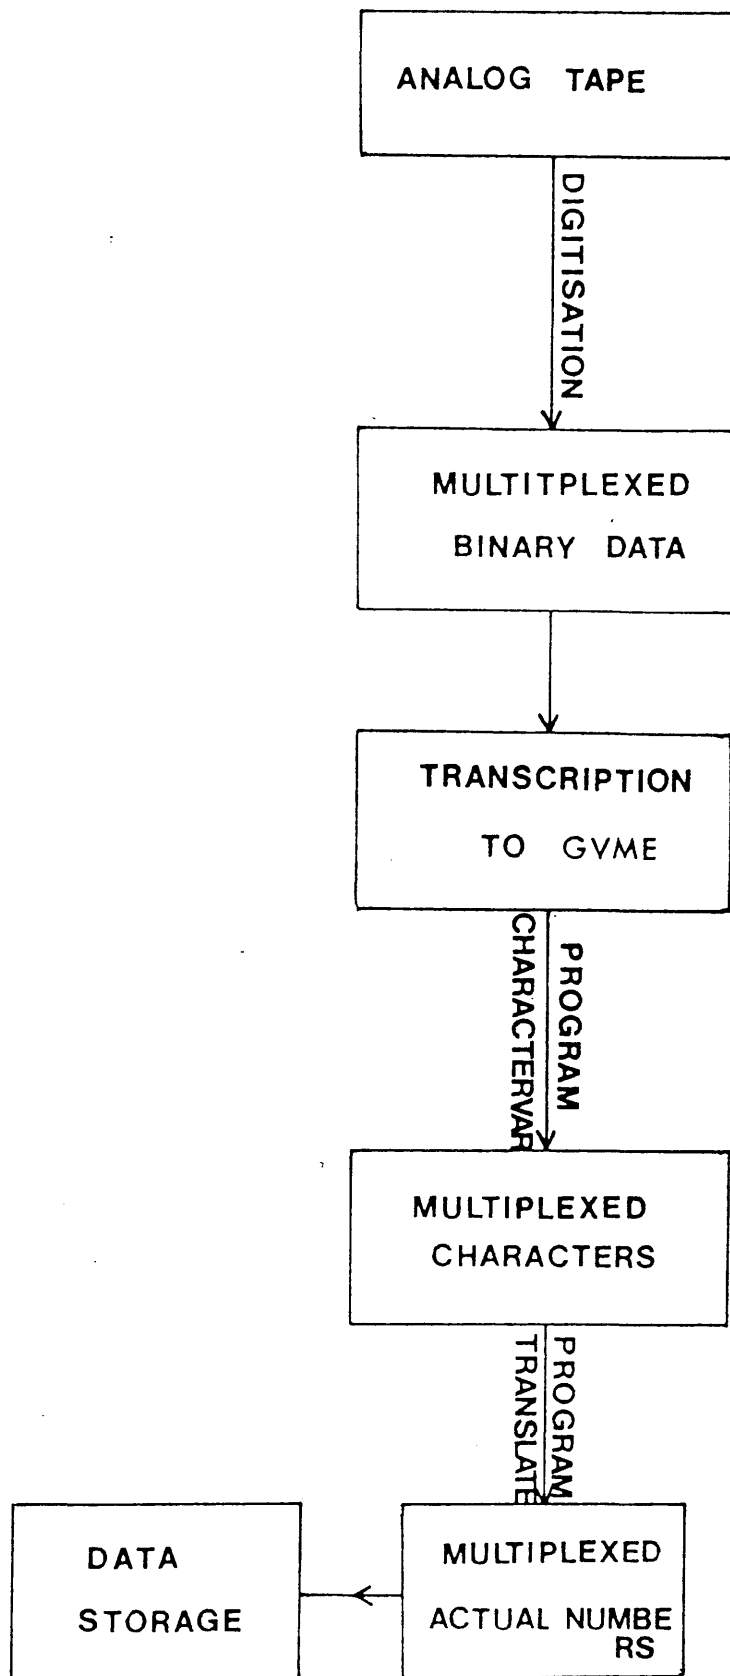 ANALOG TAPE
DIGITISATION
MULTITPLEXED
BINARY DATA
TRANSCRIPTION
TO GVME
PROGRAM
CHARACTERVAR
MULTIPLEXED
CHARACTERS
PROGRAM
TRANSLATE
DATA
STORAGE
MULTIPLEXED
ACTUAL NUMBE
RS